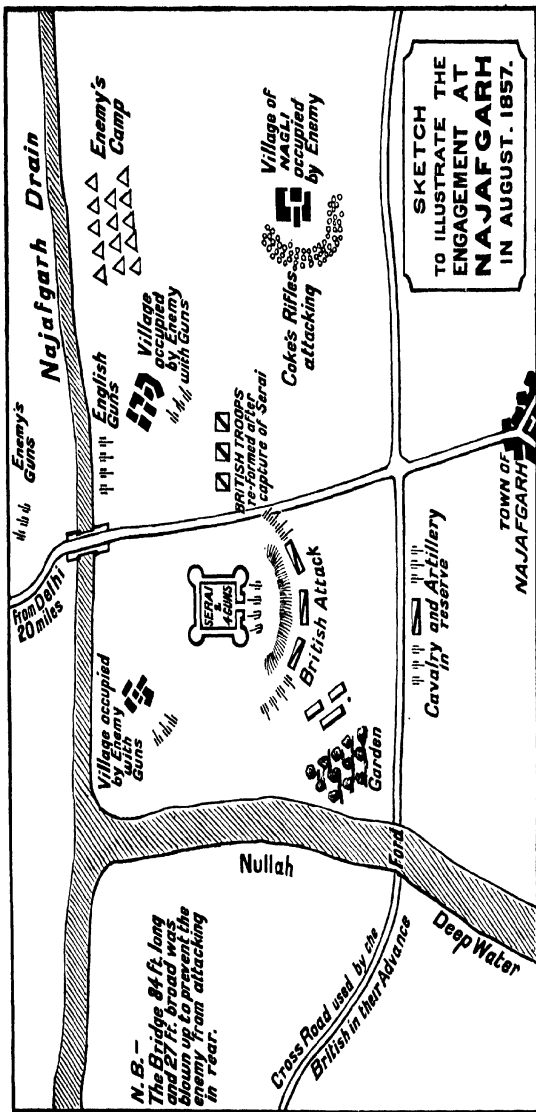 SKETCH
TO ILLUSTRATE THE
ENGAGEMENT AT
NAJAFGARH
IN AUGUST. 1857.
Najafgarh Drain
Enemy's
Guns
From Delhi
20 miles
English
Guns
Enemy's
Camp
Village
occupied
by Enemy
with Guns
Village of
NAGLI
occupied
by Enemy
Coke's Rifles
attacking
BRITISH TROOPS
re-formed after
capture of Serai
SERAI
& 4 GUNS
British Attack
Village occupied
by Enemy
with
Guns
Garden
Cavalry and Artillery
in reserve
TOWN OF
NAJAFGARH
Nullah
Ford
Deep Water
Cross Road used by the
British in their Advance
N.B.—
The Bridge 84 ft. long
and 27 Ft. broad was
blown up to prevent the
enemy from attacking
in rear.